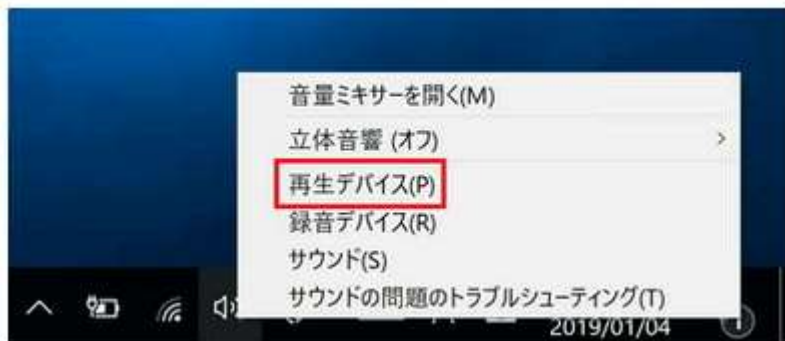 音量ミキサーを開く(M)
立体音響 (オフ)
再生デバイス(P)
録音デバイス(R)
サウンド(S)
サウンドの問題のトラブルシューティング(T)
2019/01/04